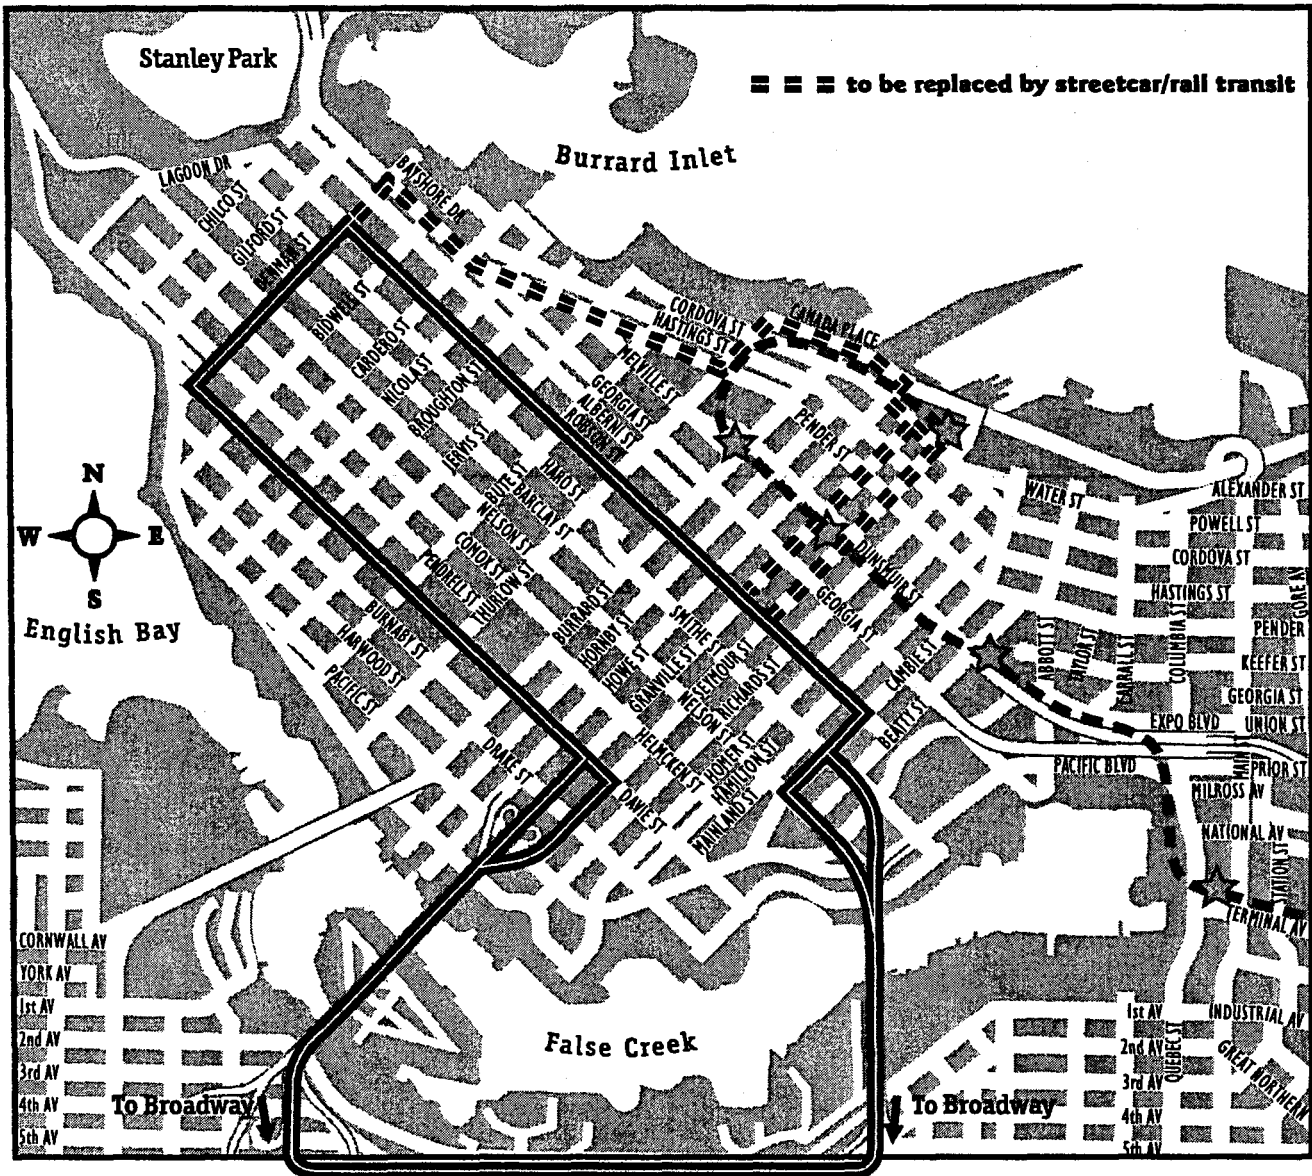 Stanley Park
to be replaced by streetcar/rail transit
Burrard Inlet
LAGOON DR
BAYSHORE DR
CHILCO ST
GILFORD ST
DENMAN ST
BIDWELL ST
CARDERO ST
NICOLA ST
BROUGHTON ST
JERVIS ST
CORDOVA ST
HASTINGS ST
CANADA PLACE
MELVILLE ST
GEORGIA ST
ALBERNI ST
ROBSON ST
PENDER ST
HARO ST
BUTE ST
BARCLAY ST
NELSON ST
COMOX ST
PENDRELL ST
THURLOW ST
N
W
E
S
English Bay
BURNABY ST
HARWOOD ST
PACIFIC ST
BURRARD ST
HORNBY
HOWE ST
GRANVILLE ST
SMITHE ST
SEYMOUR ST
NELSON ST
RICHARDS ST
HELMCKEN ST
HOMER ST
HAMILTON ST
MAINLAND ST
DRAKE ST
DAVIE ST
DUNSMUIR ST
GEORGIA ST
CAMBIE ST
BEATTY ST
WATER ST
ALEXANDER ST
POWELL ST
CORDOVA ST
HASTINGS ST
GORE AV
PENDER
KEEFER ST
GEORGIA ST
UNION ST
ABBOTT ST
TAYLOR ST
CARRALL ST
COLUMBIA ST
EXPO BLVD
PACIFIC BLVD
MAIN
PRIOR ST
MILROSS AV
NATIONAL AV
STATION ST
TERMINAL AV
CORNWALL AV
YORK AV
1st AV
2nd AV
3rd AV
4th AV
5th AV
To Broadway
False Creek
To Broadway
1st AV
2nd AV
3rd AV
4th AV
5th AV
QUEBEC ST
INDUSTRIAL AV
GREAT NORTHERN